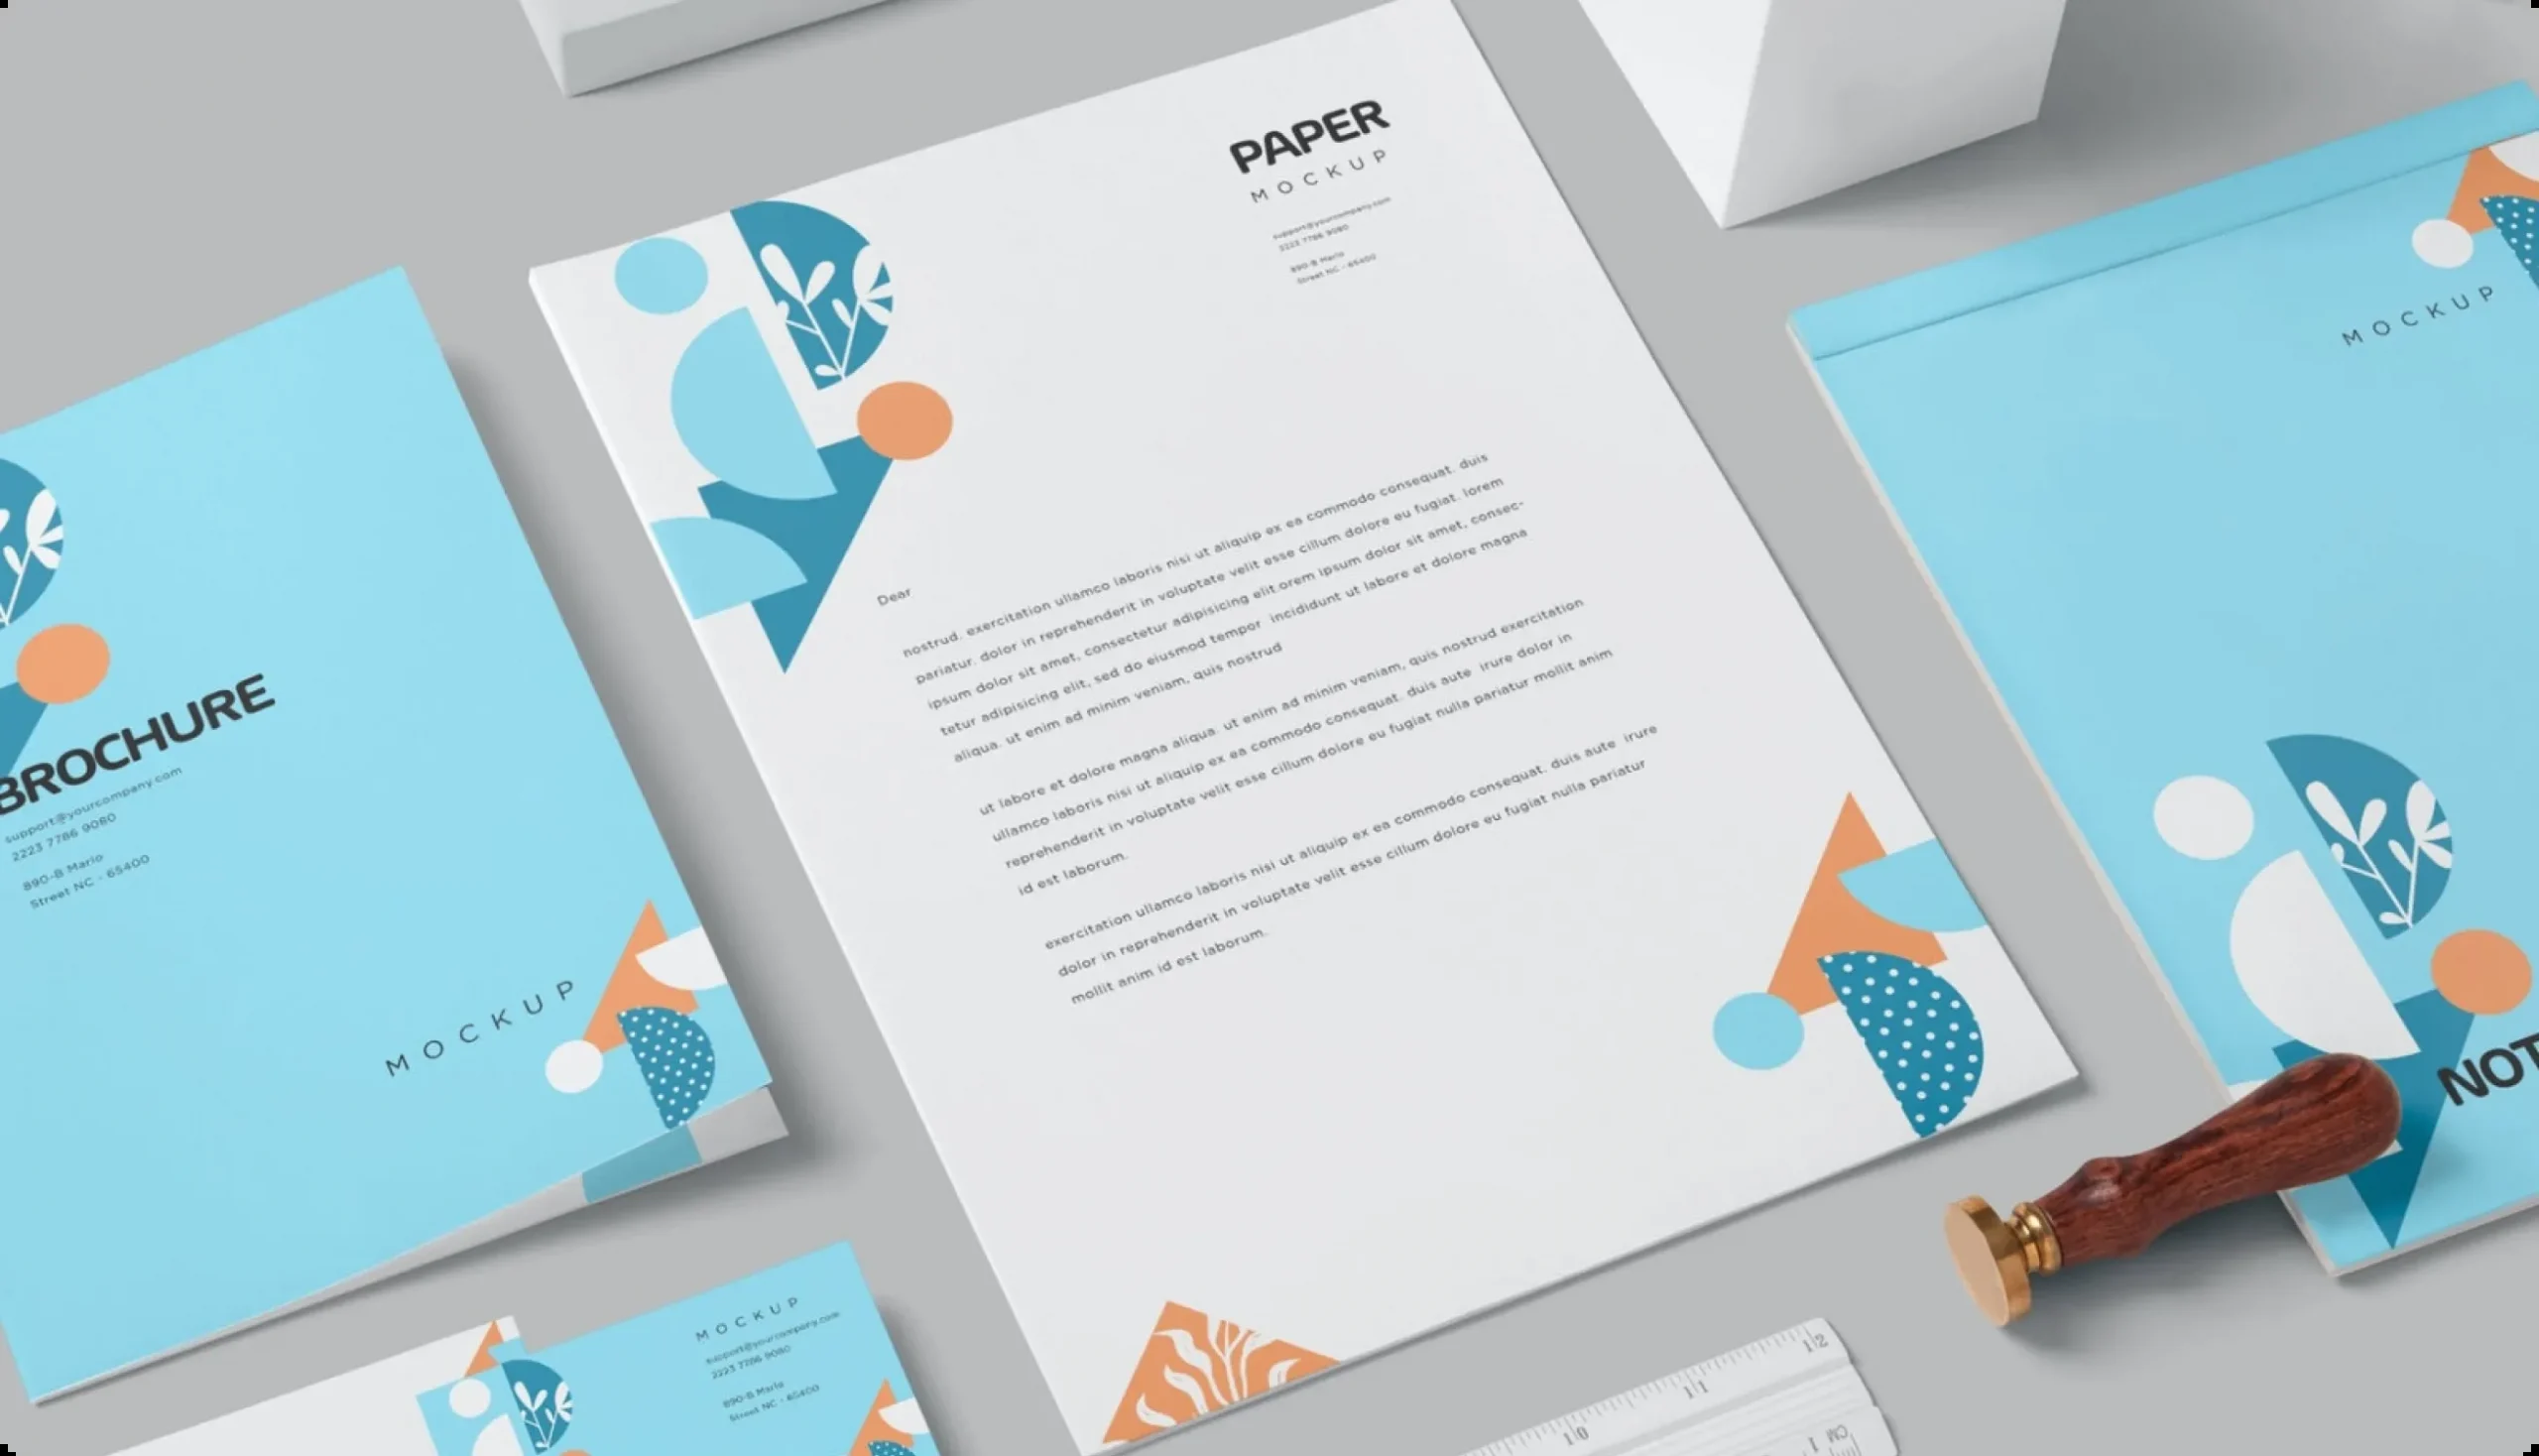 PAPER
MOCKUP
support@yourcompany.com
2222 7786 9080
890-B Mario
Street NC - 65400
Dear
nostrud. exercitation ullamco laboris nisi ut aliquip ex ea commodo consequat. duis
pariatur. dolor in reprehenderit in voluptate velit esse cillum dolore eu fugiat. lorem
ipsum dolor sit amet, consectetur adipisicing elit.orem ipsum dolor sit amet, consec-
tetur adipisicing elit, sed do eiusmod tempor incididunt ut labore et dolore magna
aliqua. ut enim ad minim veniam, quis nostrud
ut labore et dolore magna aliqua. ut enim ad minim veniam, quis nostrud exercitation
ullamco laboris nisi ut aliquip ex ea commodo consequat. duis aute irure dolor in
reprehenderit in voluptate velit esse cillum dolore eu fugiat nulla pariatur mollit anim
id est laborum.
exercitation ullamco laboris nisi ut aliquip ex ea commodo consequat. duis aute irure
dolor in reprehenderit in voluptate velit esse cillum dolore eu fugiat nulla pariatur
mollit anim id est laborum.
BROCHURE
support@yourcompany.com
2223 7786 9080
890-B Mario
Street NC - 65400
MOCKUP
MOCKUP
support@yourcompany.com
2223 7786 9080
890-B Mario
Street NC - 65400
MOCKUP
NOT
10 11 12
CM 1